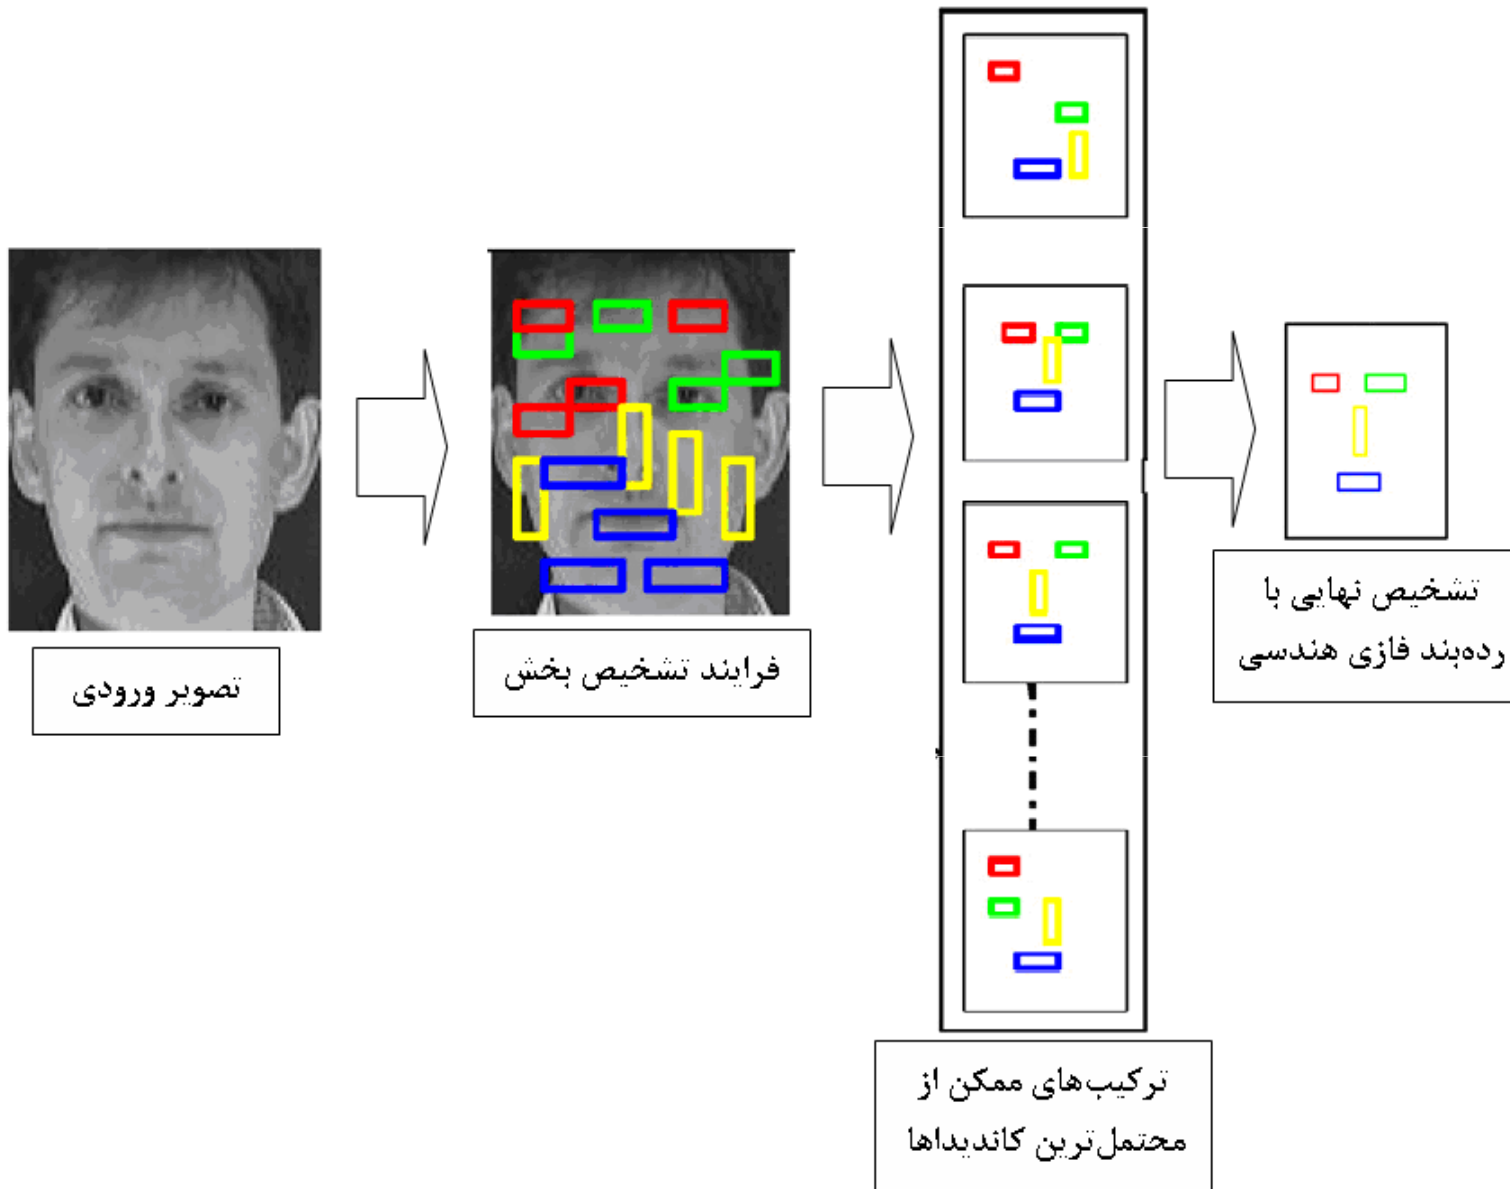 تصویر ورودی
فرایند تشخیص بخش
ترکیب‌های ممکن از
محتمل‌ترین کاندیداها
تشخیص نهایی با
رده‌بند فازی هندسی